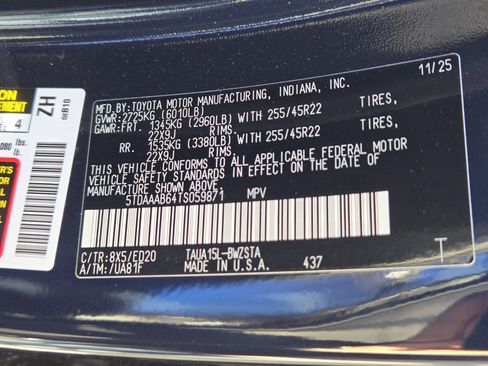 MFD.BY:TOYOTA MOTOR MANUFACTURING, INDIANA, INC. 11/25
GVWR:2725KG (6010LB)
GAWR:FRT. 1345KG (2960LB) WITH 255/45R22 TIRES,
22X9J RIMS.
RR. 1535KG (3380LB) WITH 255/45R22 TIRES,
22X9J RIMS.
THIS VEHICLE CONFORMS TO ALL APPLICABLE FEDERAL MOTOR
VEHICLE SAFETY STANDARDS IN EFFECT ON THE DATE OF
MANUFACTURE SHOWN ABOVE.
5TDAAAB64TS059871 MPV
C/TR:8X5/ED20 TAUA15L-BWZSTA
A/TM:/UA81F MADE IN U.S.A. 437 T
ZH
4
lbs.
lb.